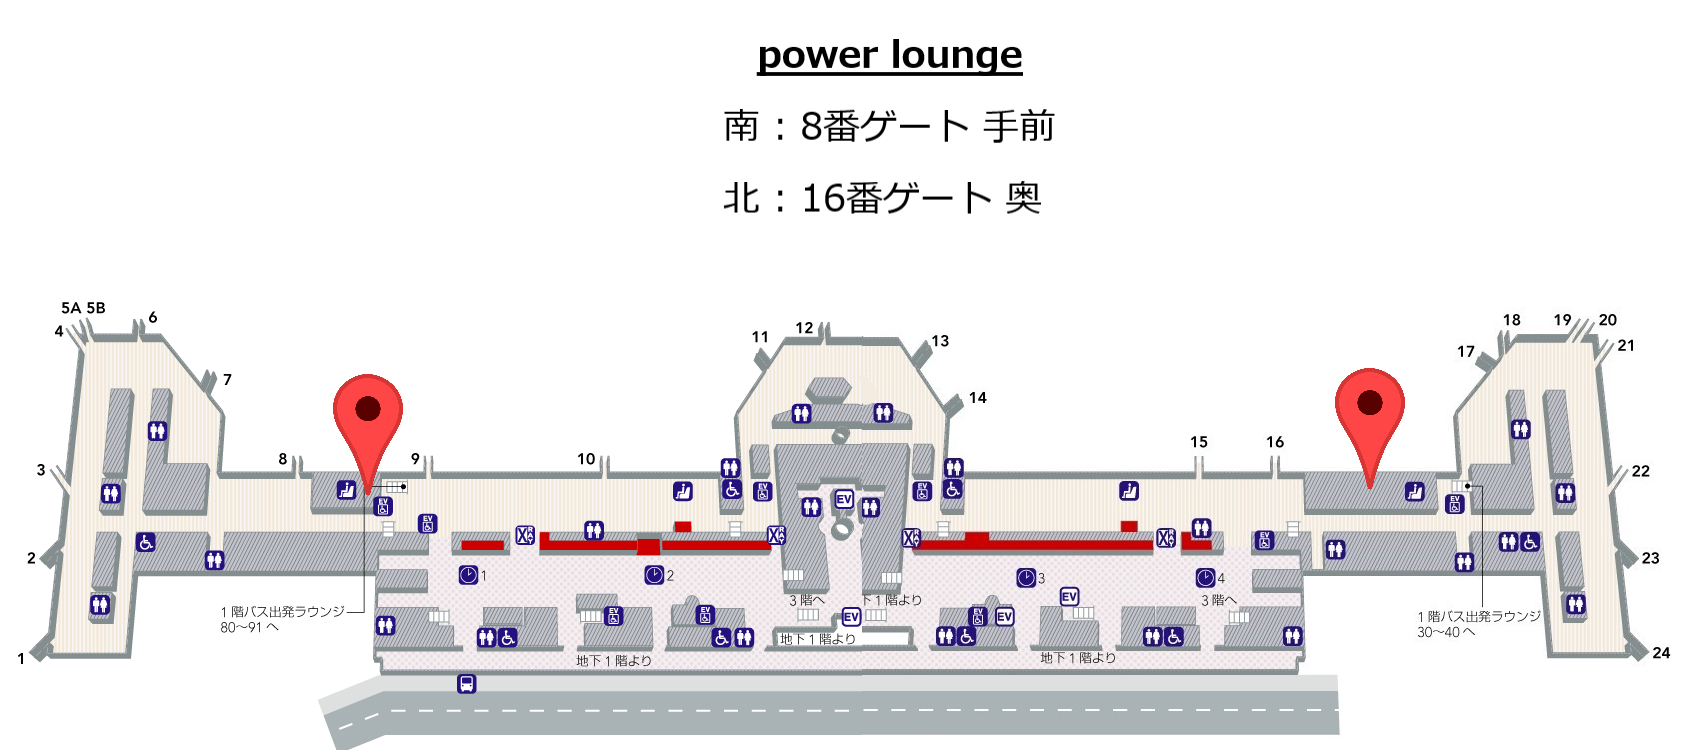 power lounge
南：8番ゲート 手前
北：16番ゲート 奥
5A 5B
4
6
7
3
2
1
8
9
10
11
12
13
14
15
16
17
18
19
20
21
22
23
24
EV
EV
EV
EV
EV
EV
EV
EV
EV
EV
EV
EV
1
2
3
4
1階バス出発ラウンジ
80～91へ
3階へ
下1階より
3階へ
1階バス出発ラウンジ
30～40へ
地下1階より
地下1階より
地下1階より